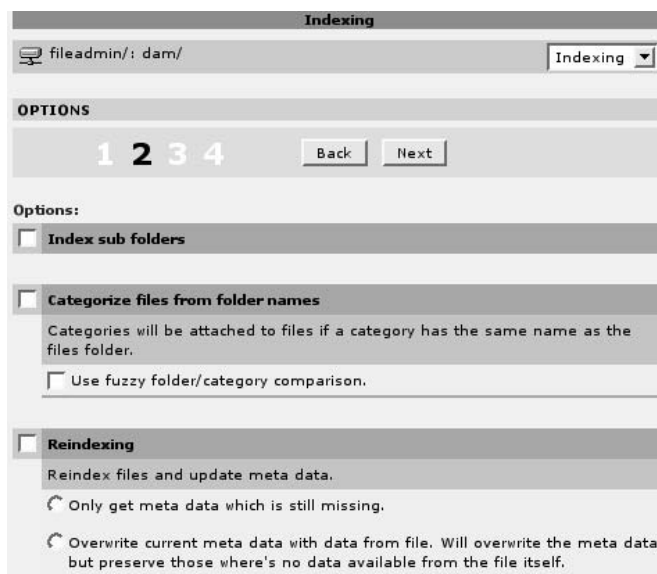 Indexing
fileadmin/: dam/
Indexing
OPTIONS
1 2 3 4 Back Next
Options:
Index sub folders
Categorize files from folder names
Categories will be attached to files if a category has the same name as the
files folder.
Use fuzzy folder/category comparison.
Reindexing
Reindex files and update meta data.
Only get meta data which is still missing.
Overwrite current meta data with data from file. Will overwrite the meta data
but preserve those where's no data available from the file itself.